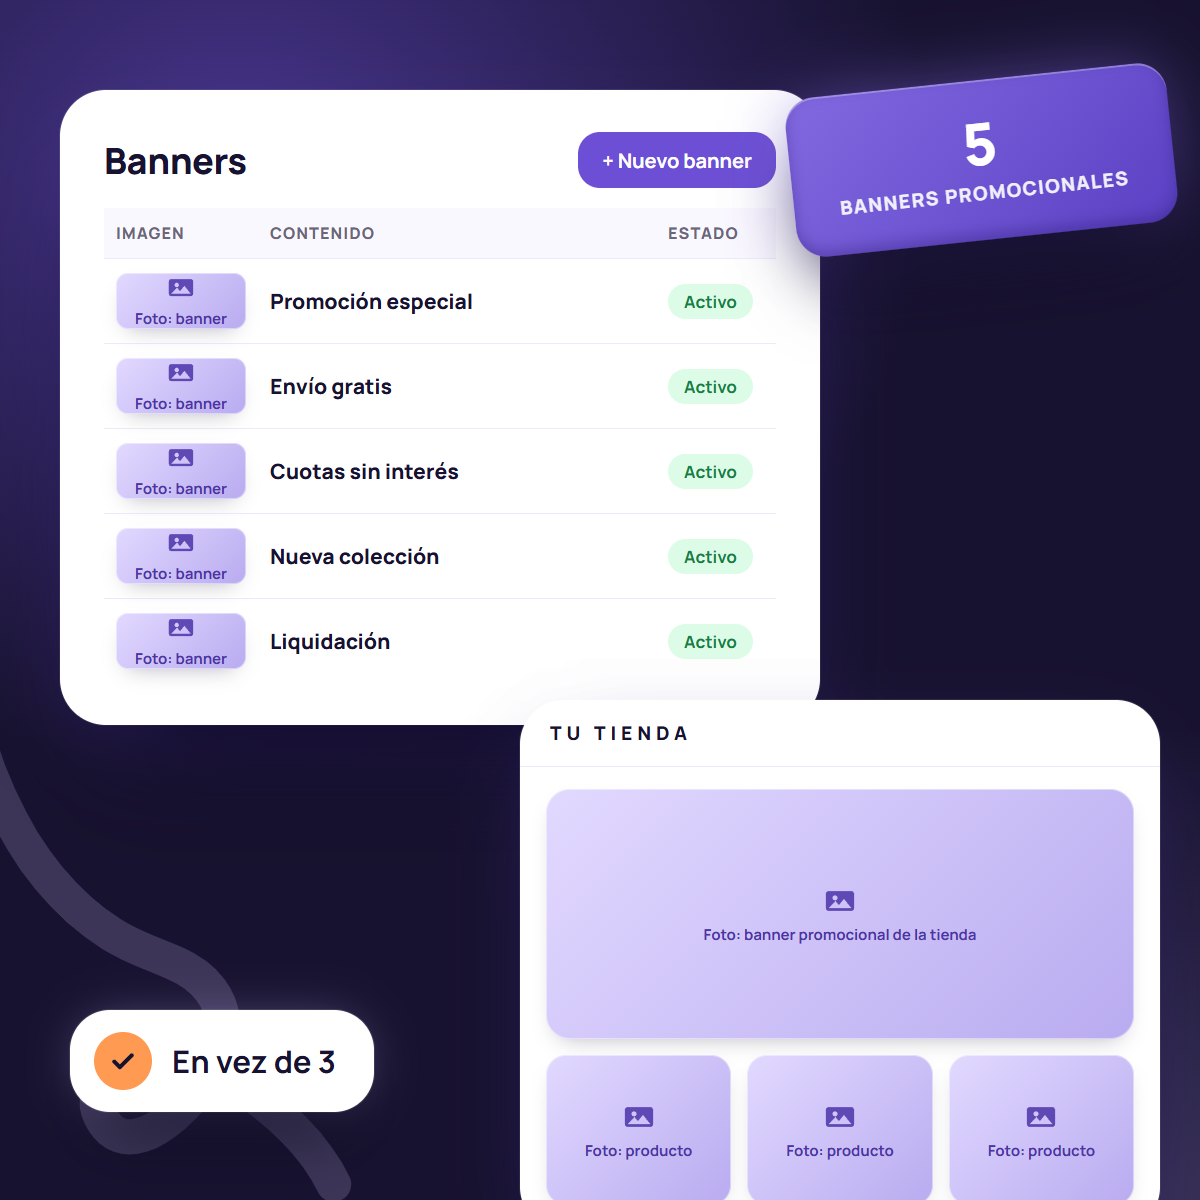 Banners
+ Nuevo banner
5
BANNERS PROMOCIONALES
IMAGEN CONTENIDO ESTADO
Foto: banner Promoción especial Activo
Foto: banner Envío gratis Activo
Foto: banner Cuotas sin interés Activo
Foto: banner Nueva colección Activo
Foto: banner Liquidación Activo
TU TIENDA
Foto: banner promocional de la tienda
En vez de 3
Foto: producto Foto: producto Foto: producto